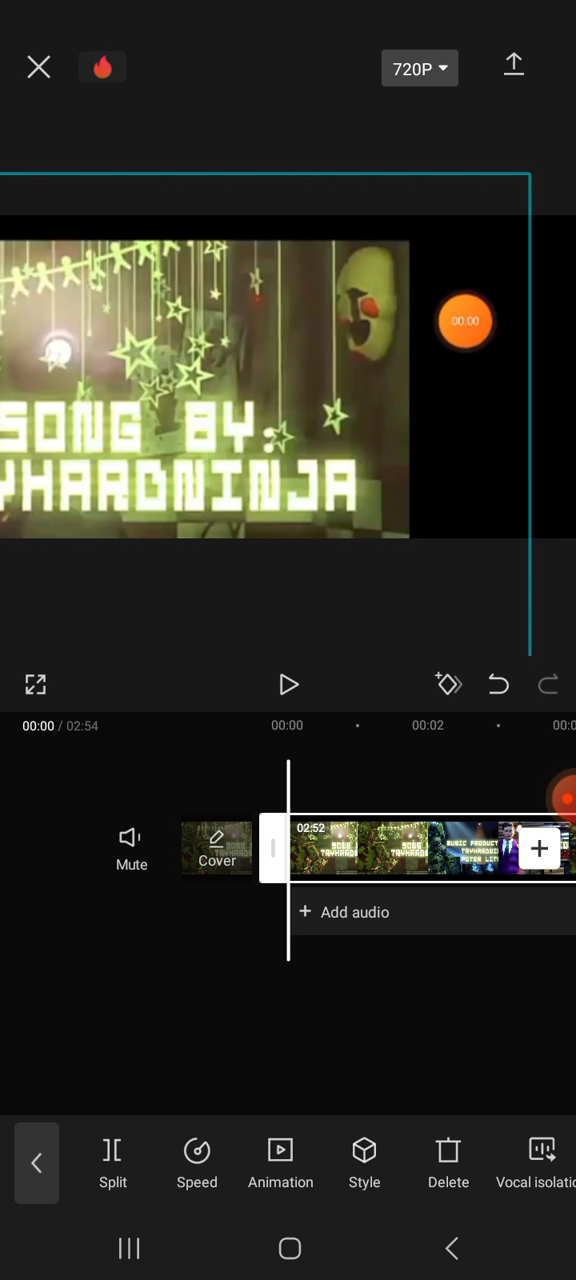 720P
00:00
SONG BY:
YHARDNINJA
00:00 / 02:54
00:00
00:02
02:52
Mute
Cover
+ Add audio
Split
Speed
Animation
Style
Delete
Vocal isolatio